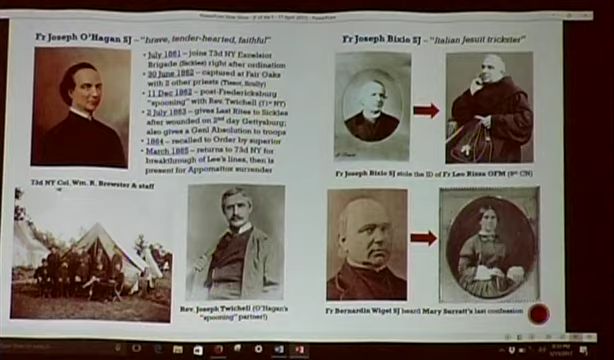 Fr Joseph O'Hagan SJ – "brave, tender-hearted, faithful"
• July 1861 – joins 73d NY Excelsior
Brigade (Sickles) right after ordination
• 30 June 1862 – captured at Fair Oaks
with 2 other priests (Tissot, Scully)
• 11 Dec 1862 – post-Fredericksburg
"spooning" with Rev. Twichell (71st NY)
• 2 July 1863 – gives Last Rites to Sickles
after wounded on 2nd day Gettysburg;
also gives Genl Absolution to troops
• 1864 – recalled to Order by superior
• March 1865 – returns to 73d NY for
breakthrough of Lee's lines, then is
present for Appomattox surrender
73d NY Col. Wm. R. Brewster & staff
Rev. Joseph Twichell (O'Hagan's
"spooning" partner!)
Fr Joseph Bixio SJ – "Italian Jesuit trickster"
Fr Joseph Bixio SJ stole the ID of Fr Leo Rizza OFM (9th CN)
Fr Bernardin Wiget SJ heard Mary Surratt's last confession